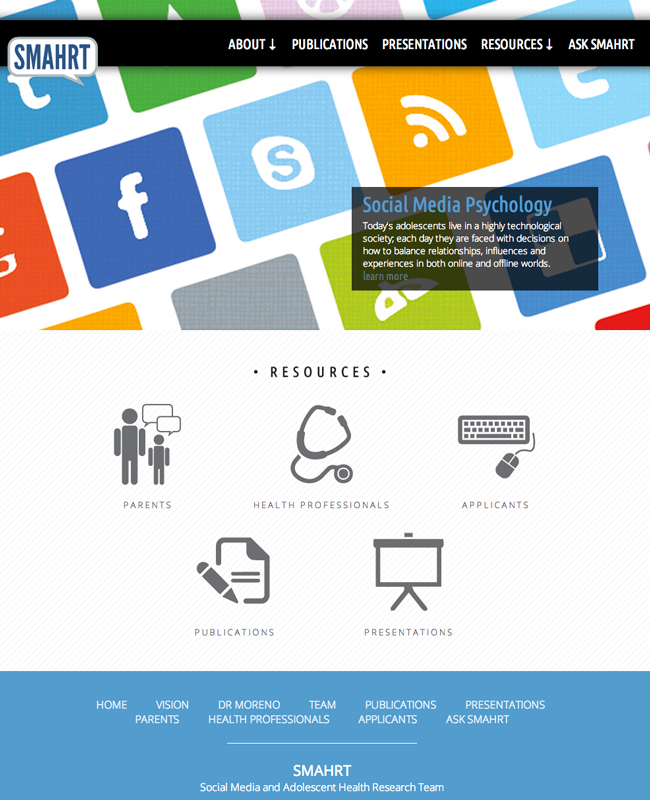 SMAHRT
ABOUT ↓ PUBLICATIONS PRESENTATIONS RESOURCES ↓ ASK SMAHRT
Social Media Psychology
Today's adolescents live in a highly technological
society; each day they are faced with decisions on
how to balance relationships, influences and
experiences in both online and offline worlds.
learn more
• RESOURCES •
PARENTS HEALTH PROFESSIONALS APPLICANTS
PUBLICATIONS PRESENTATIONS
HOME VISION DR MORENO TEAM PUBLICATIONS PRESENTATIONS
PARENTS HEALTH PROFESSIONALS APPLICANTS ASK SMAHRT
SMAHRT
Social Media and Adolescent Health Research Team